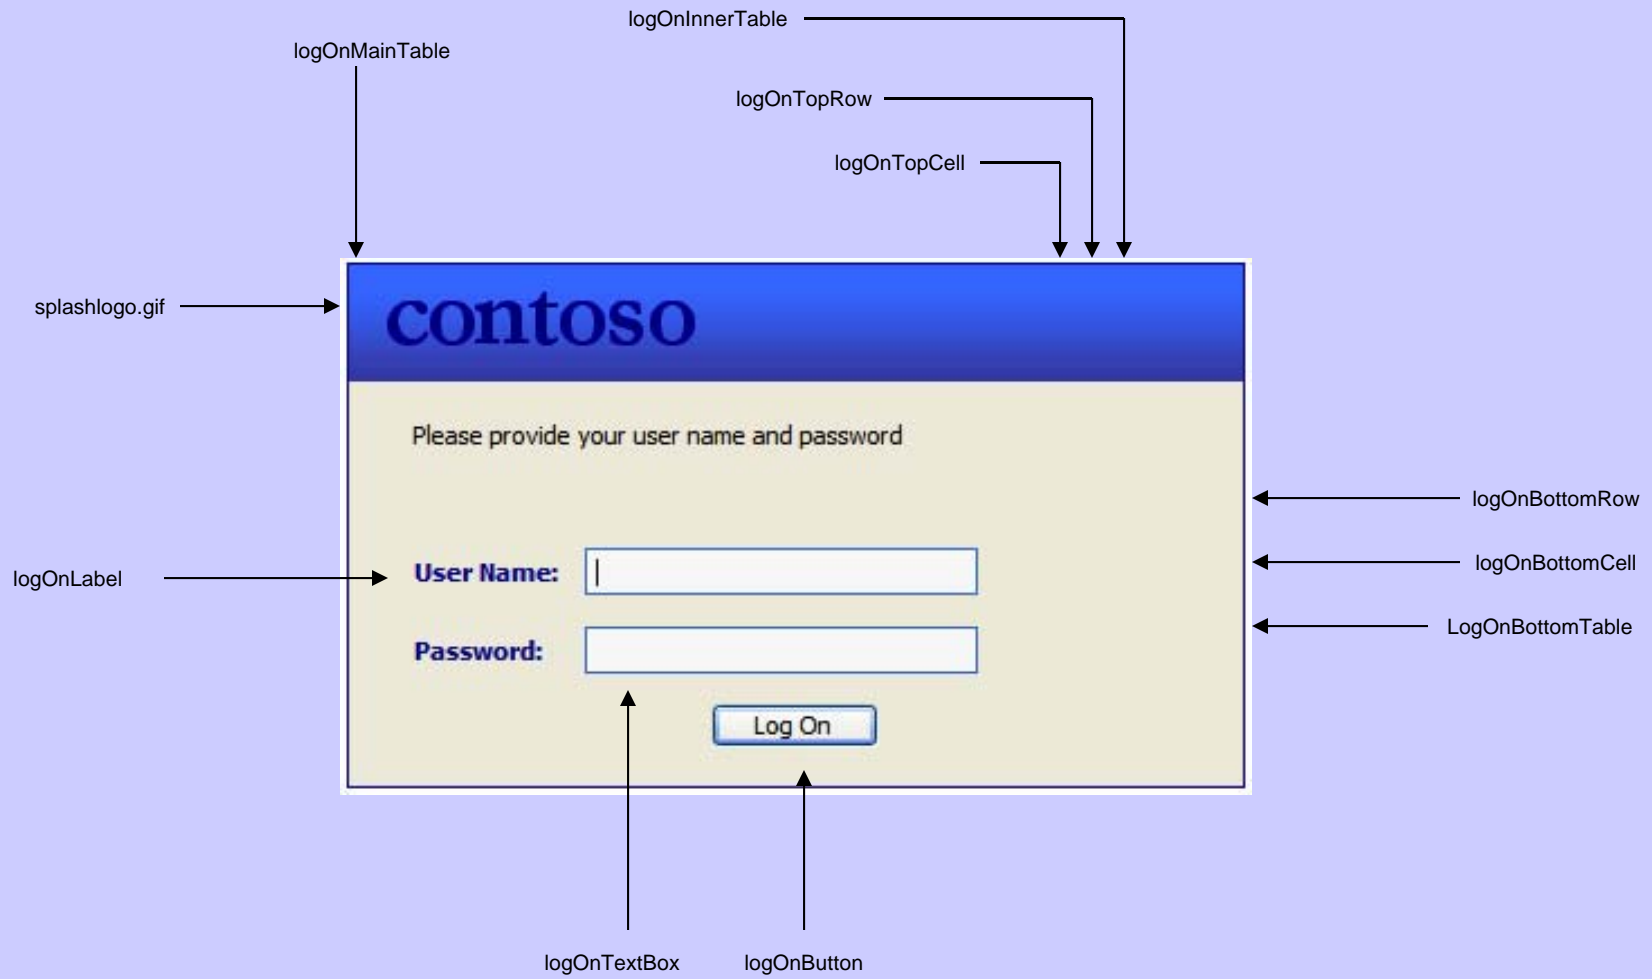 logOnInnerTable
logOnMainTable
logOnTopRow
logOnTopCell
splashlogo.gif
contoso
Please provide your user name and password
logOnBottomRow
logOnBottomCell
logOnLabel
User Name:
LogOnBottomTable
Password:
Log On
logOnTextBox
logOnButton